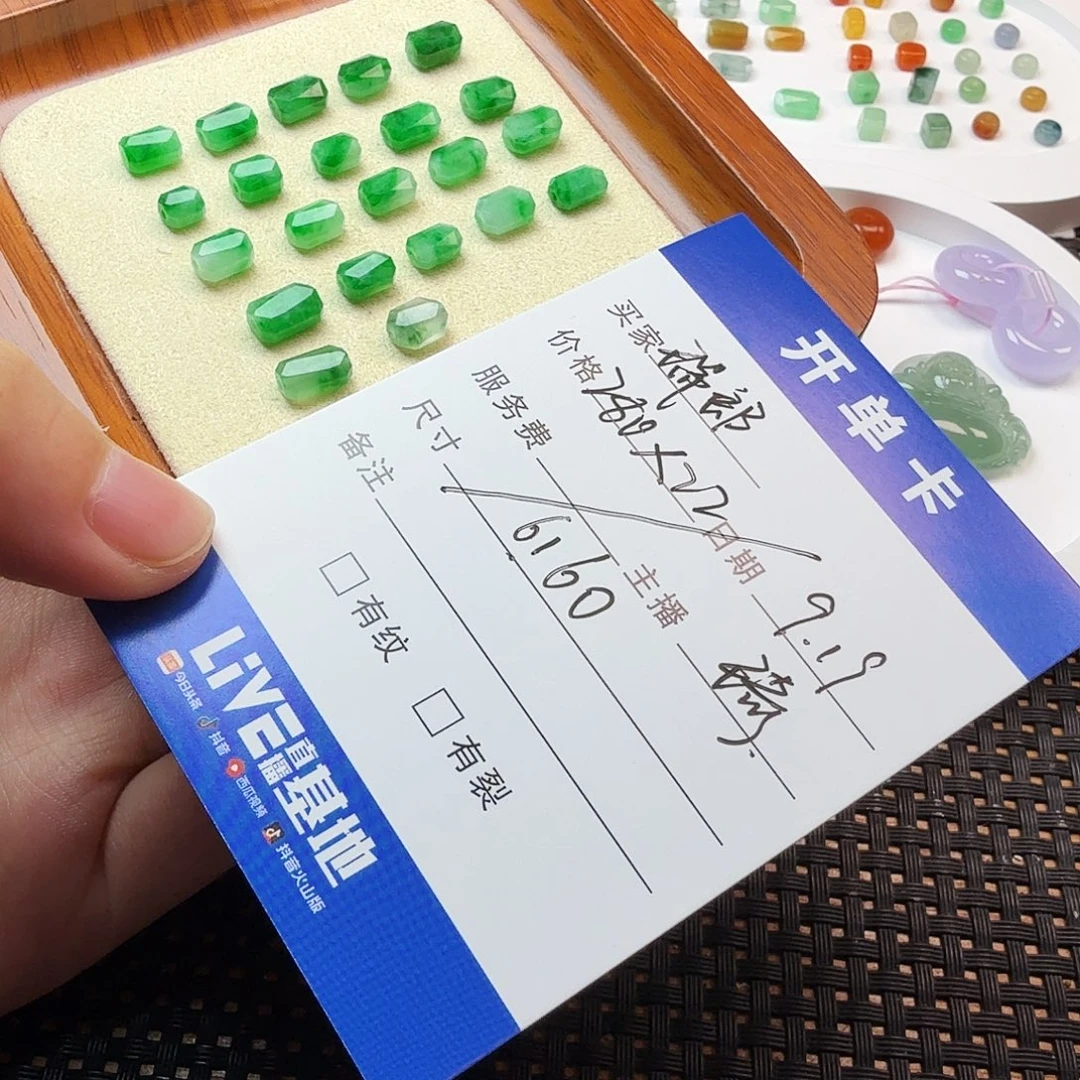 开单卡
买家 郎
价格 280×22 日期 9.19
服务费 主播
尺寸 6160
备注
有纹 有裂
LiVE直播基地
今日头条 抖音 西瓜视频 抖音火山版